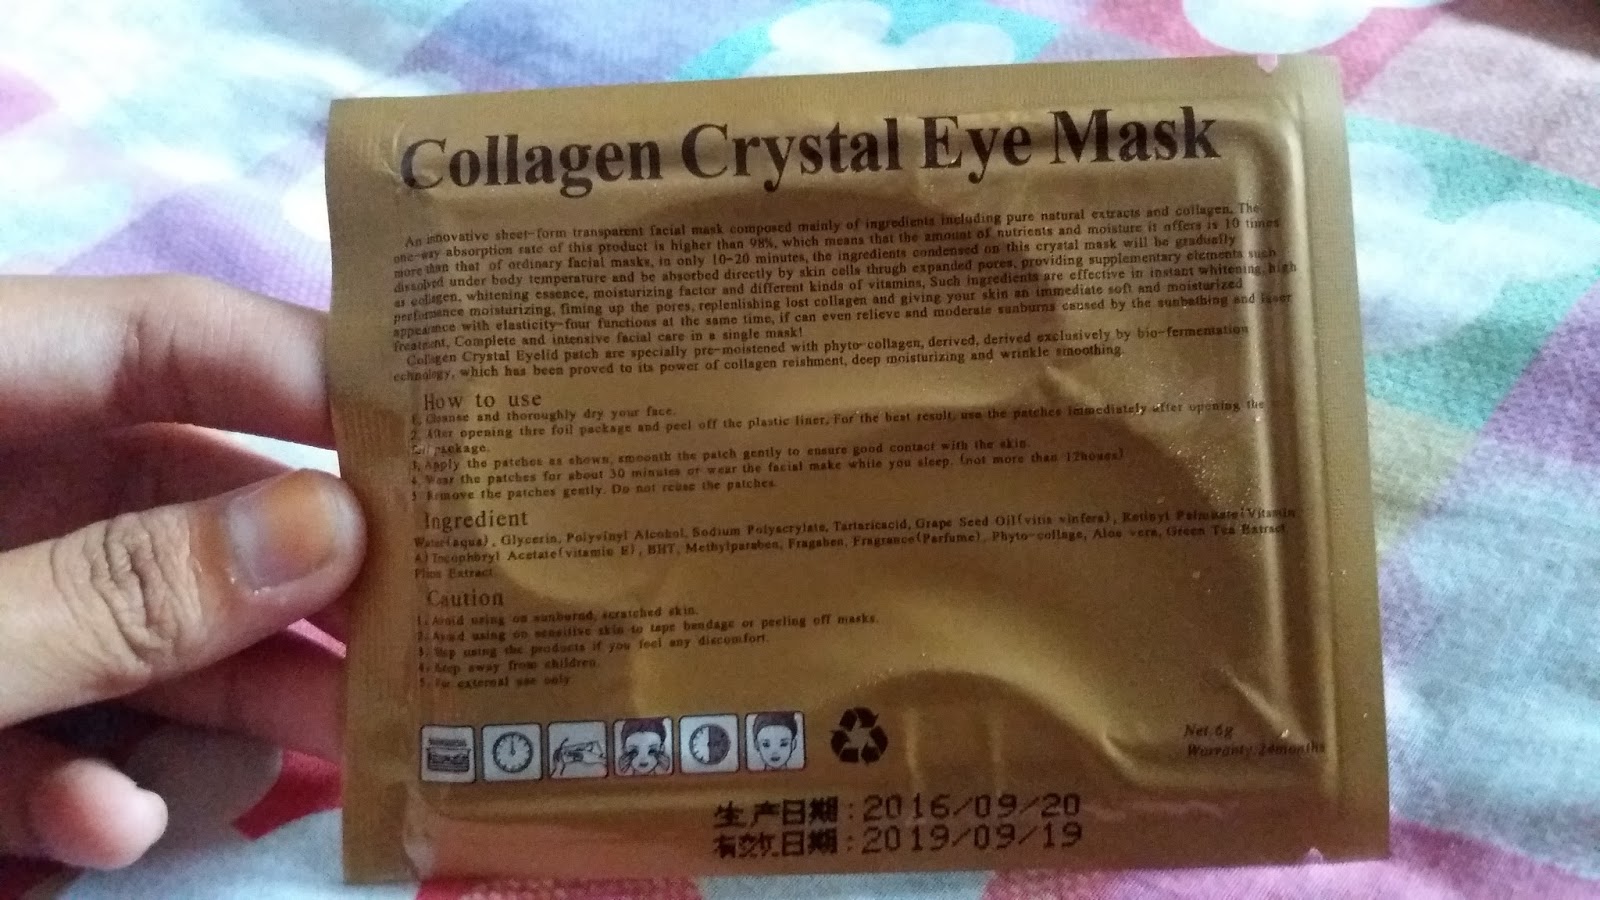 Collagen Crystal Eye Mask
An innovative sheet-form transparent facial mask composed mainly of ingredients including pure natural extracts and collagen. The
one-way absorption rate of this product is higher than 98%, which means that the amount of nutrients and moisture it offers is 10 times
more than that of ordinary facial masks, in only 10-20 minutes, the ingredients condensed on this crystal mask will be gradually
dissolved under body temperature and be absorbed directly by skin cells thrugh expanded pores, providing supplementary elements such
as collagen, whitening essence, moisturizing factor and different kinds of vitamins, Such ingredients are effective in instant whitening, high
performance moisturizing, fiming up the pores, replenlishing lost collagen and giving your skin an immediate soft and moisturized
appearance with elasticity-four functions at the same time, if can even relieve and moderate sunburns caused by the sunbathing and laser
treatment, Complete and intensive facial care in a single mask!
Collagen Crystal Eyelid patch are specially pre-moistened with phyto-collagen, derived, derived exclusively by bio-fermentation
echnology, which has been proved to its power of collagen reishment, deep moisturizing and wrinkle smoothing.
How to use
1. Cleanse and thoroughly dry your face.
2. After opening thre foil package and peel off the plastic liner. For the best result, use the patches immediately after opening the
foil package.
3. Apply the patches as shown, smooth the patch gently to ensure good contact with the skin.
4. Wear the patches for about 30 minutes or wear the facial make while you sleep. (not more than 12houes)
5 Remove the patches gently. Do not reuse the patches
Ingredient
Water(aqua), Glycerin, Polyvinyl Alcohol, Sodium Polyacrylate, Tartaricacid, Grape Seed Oil(vitis vinfera), Retinyl Palmitate(Vitamin
A) Tocophbryl Acetate(vitamin E), BHT, Methylparaben, Fragaben, Fragrance(Parfume), Phyto-collage, Aloe vera, Green Tea Extract
Extract
Caution
1. Avoid using on sunburnd, scratched skin.
2. Avoid using on sensitive skin to tape bendage or peeling off masks.
3. Stop using the products if you feel any discomfort.
4. Keep away from children.
5. For external use only
Net.6g
Warranty:24months
生产日期:2016/09/20
有效日期:2019/09/19